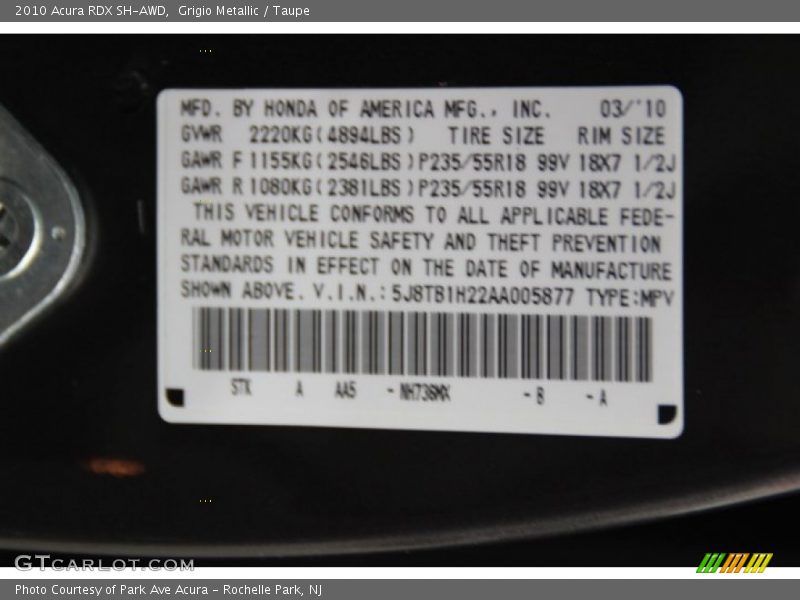 2010 Acura RDX SH-AWD,  Grigio Metallic / Taupe
MFD. BY HONDA OF AMERICA MFG., INC. 03/'10
GVWR 2220KG(4894LBS) TIRE SIZE RIM SIZE
GAWR F1155KG(2546LBS)P235/55R18 99V 18X7 1/2J
GAWR R1080KG(2381LBS)P235/55R18 99V 18X7 1/2J
THIS VEHICLE CONFORMS TO ALL APPLICABLE FEDE-
RAL MOTOR VEHICLE SAFETY AND THEFT PREVENTION
STANDARDS IN EFFECT ON THE DATE OF MANUFACTURE
SHOWN ABOVE. V.I.N.:5J8TB1H22AA005877 TYPE:MPV
STK A AA5 -NH736MX -B -A
GTCARLOT.COM
Photo Courtesy of Park Ave Acura - Rochelle Park, NJ